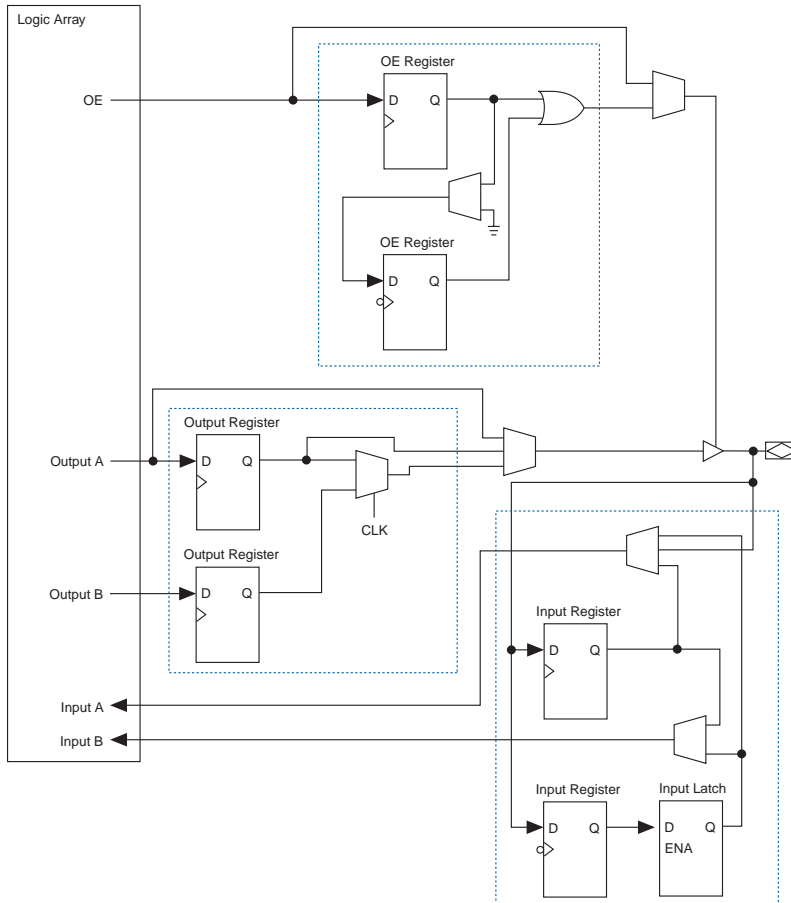 Logic Array
OE Register
OE
D Q
OE Register
D Q
Output Register
Output A
D Q
CLK
Output Register
Output B
D Q
Input Register
D Q
Input A
Input B
Input Register
Input Latch
D Q
D Q
ENA